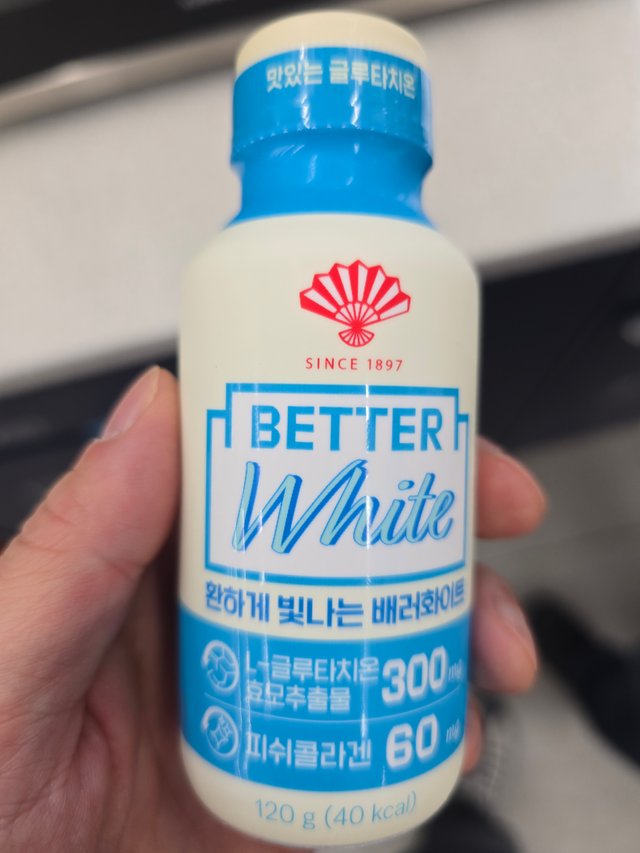 맛있는 글루타치온
SINCE 1897
BETTER
White
환하게 빛나는 배러화이트
L-글루타치온
효모추출물
300mg
피쉬콜라겐 60 mg
120 g (40 kcal)